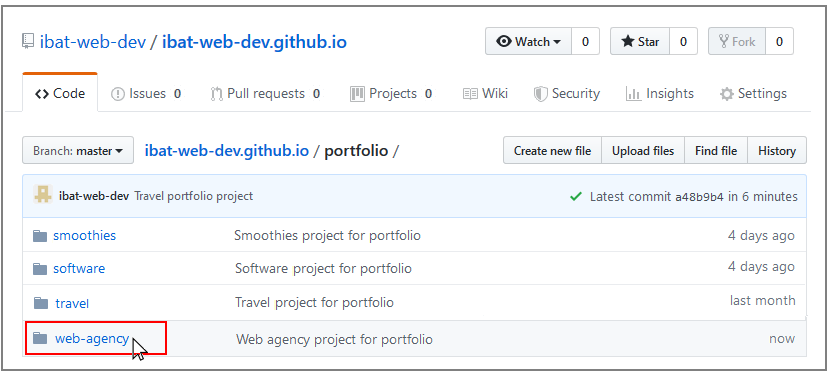 ibat-web-dev / ibat-web-dev.github.io Watch 0 Star 0 Fork 0
Code Issues 0 Pull requests 0 Projects 0 Wiki Security Insights Settings
Branch: master ibat-web-dev.github.io / portfolio / Create new file Upload files Find file History
ibat-web-dev Travel portfolio project Latest commit a48b9b4 in 6 minutes
smoothies Smoothies project for portfolio 4 days ago
software Software project for portfolio 4 days ago
travel Travel project for portfolio last month
web-agency Web agency project for portfolio now